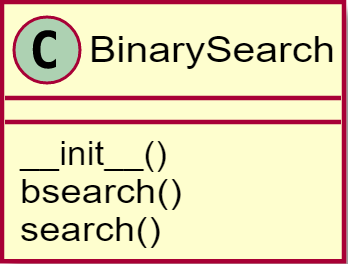 C BinarySearch
__init__()
bsearch()
search()